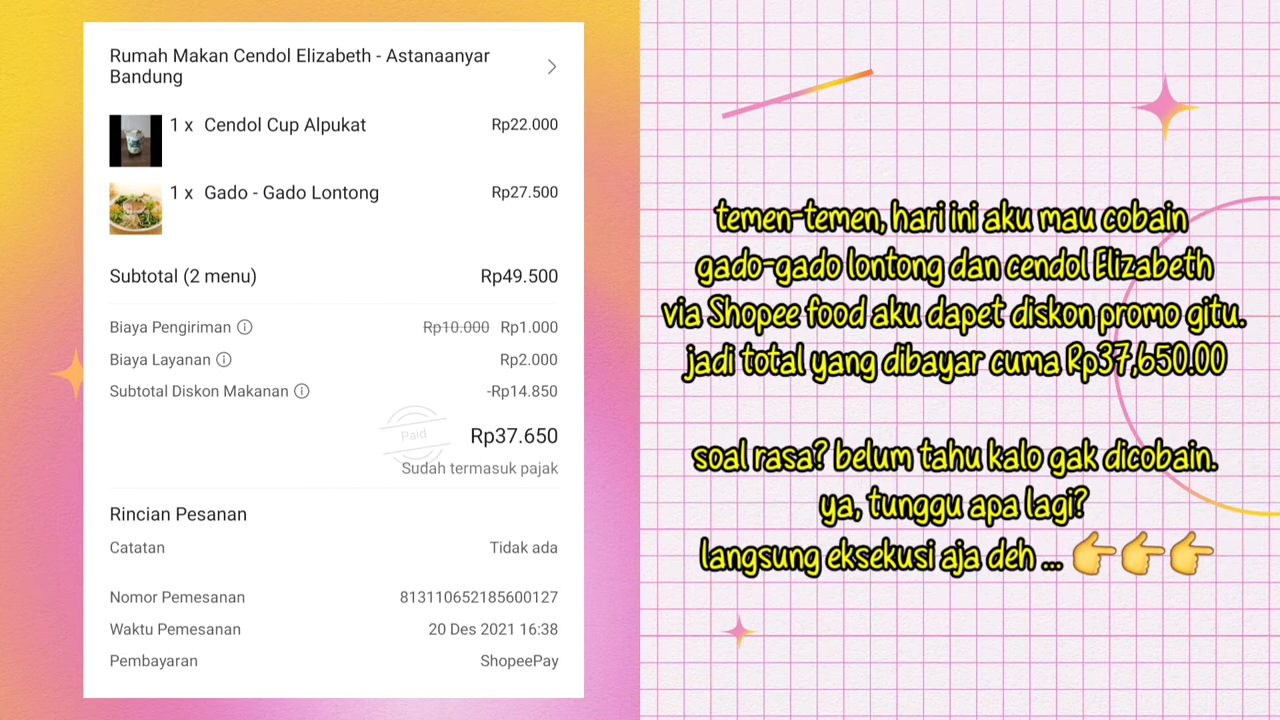 Rumah Makan Cendol Elizabeth - Astanaanyar
Bandung
1 x Cendol Cup Alpukat Rp22.000
1 x Gado - Gado Lontong Rp27.500
Subtotal (2 menu) Rp49.500
Biaya Pengiriman Rp10.000 Rp1.000
Biaya Layanan Rp2.000
Subtotal Diskon Makanan -Rp14.850
Paid Rp37.650
Sudah termasuk pajak
Rincian Pesanan
Catatan Tidak ada
Nomor Pemesanan 813110652185600127
Waktu Pemesanan 20 Des 2021 16:38
Pembayaran ShopeePay
temen-temen, hari ini aku mau cobain
gado-gado lontong dan cendol Elizabeth
via Shopee food aku dapet diskon promo gitu.
jadi total yang dibayar cuma Rp37,650.00
soal rasa? belum tahu kalo gak dicobain.
ya, tunggu apa lagi?
langsung eksekusi aja deh ... 👉👉👉